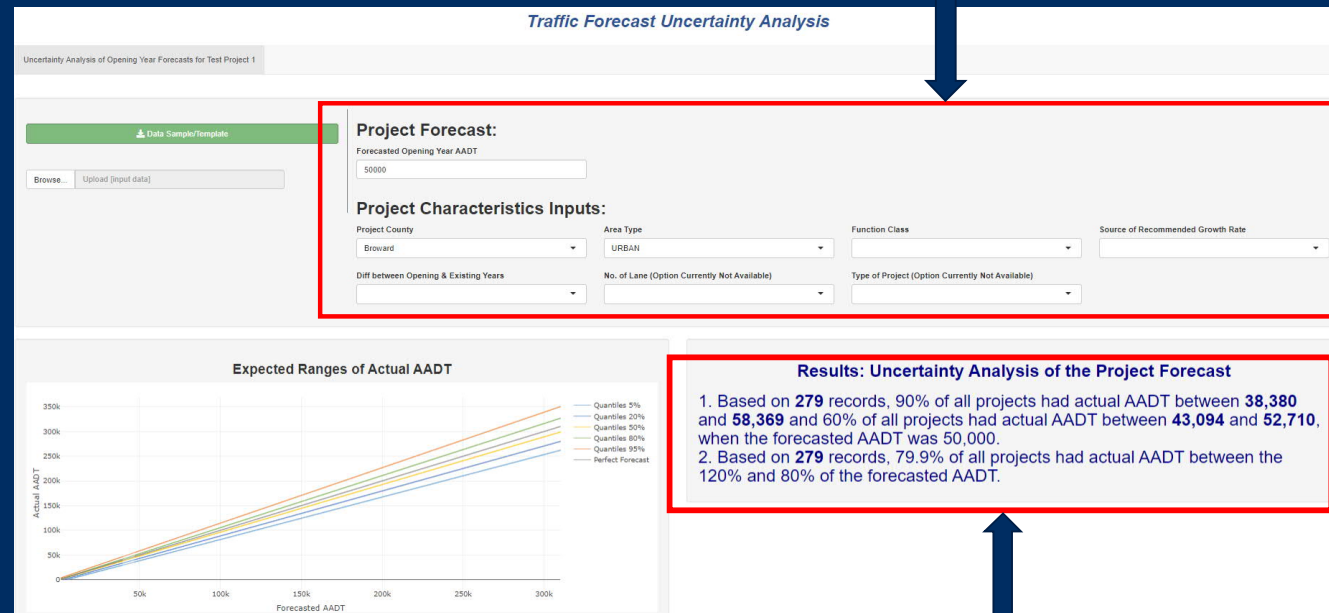 Traffic Forecast Uncertainty Analysis
Uncertainty Analysis of Opening Year Forecasts for Test Project 1
Data Sample/Template
Browse... Upload [input data]
Project Forecast:
Forecasted Opening Year AADT
50000
Project Characteristics Inputs:
Project County Area Type Function Class Source of Recommended Growth Rate
Broward URBAN
Diff between Opening & Existing Years No. of Lane (Option Currently Not Available) Type of Project (Option Currently Not Available)
Expected Ranges of Actual AADT
350k
300k
250k
200k
150k
100k
50k
0
Actual AADT
50k 100k 150k 200k 250k 300k
Forecasted AADT
Quantiles 5%
Quantiles 20%
Quantiles 50%
Quantiles 80%
Quantiles 95%
Perfect Forecast
Results: Uncertainty Analysis of the Project Forecast
1. Based on 279 records, 90% of all projects had actual AADT between 38,380
and 58,369 and 60% of all projects had actual AADT between 43,094 and 52,710,
when the forecasted AADT was 50,000.
2. Based on 279 records, 79.9% of all projects had actual AADT between the
120% and 80% of the forecasted AADT.